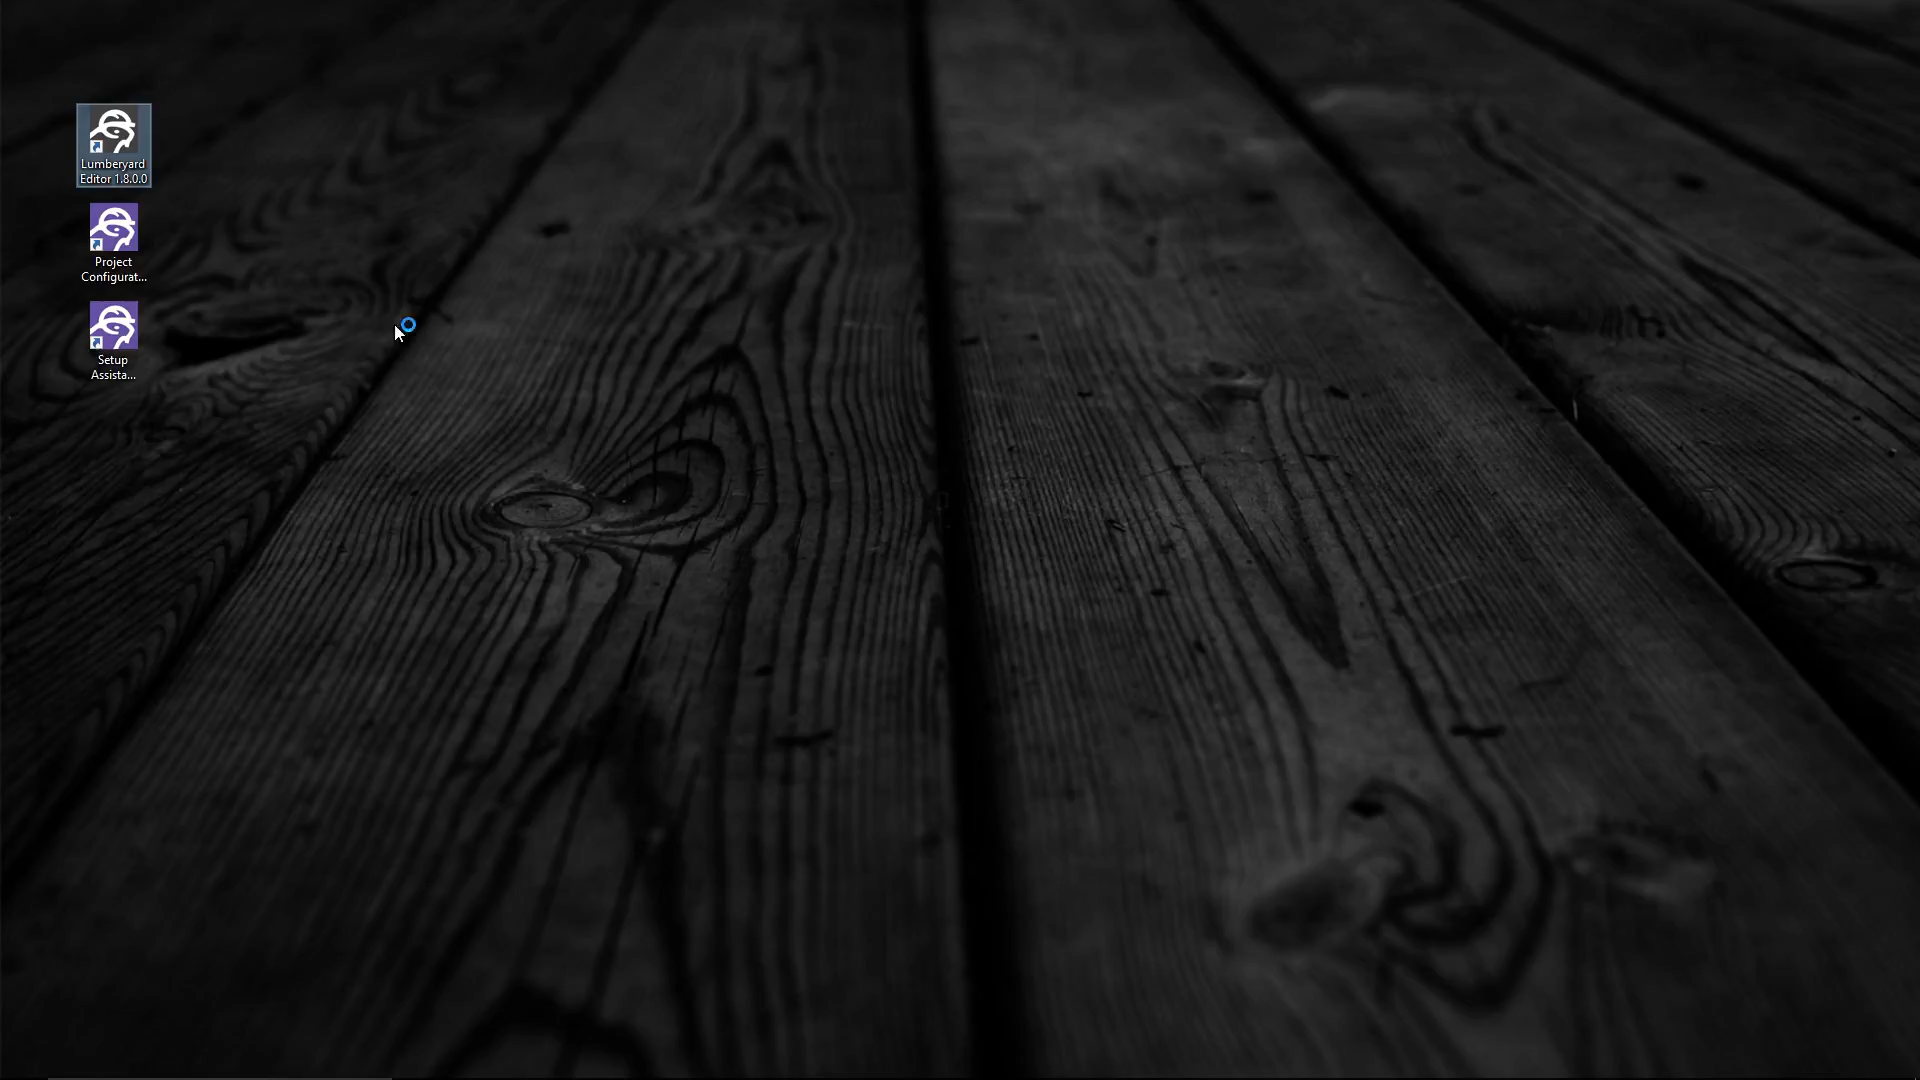 Lumberyard
Editor 1.8.0.0
Project
Configurat...
Setup
Assista...